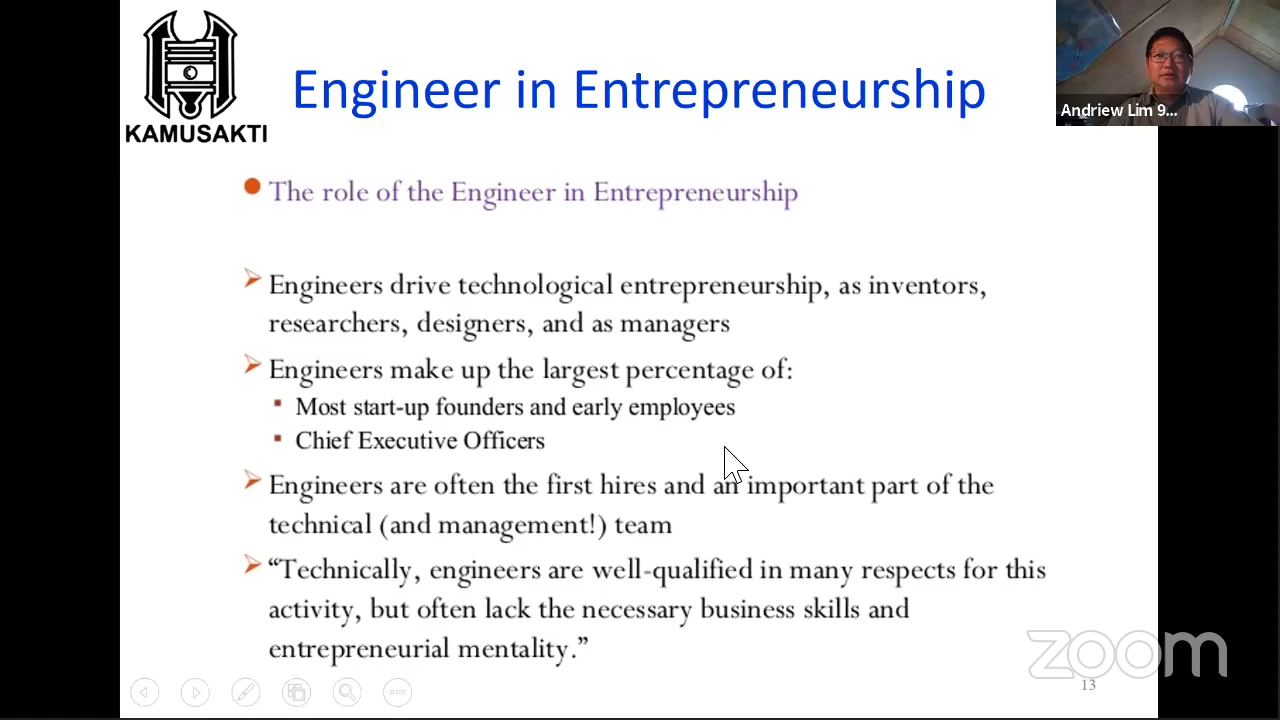 KAMUSAKTI
Engineer in Entrepreneurship
Andriew Lim 9...
The role of the Engineer in Entrepreneurship
Engineers drive technological entrepreneurship, as inventors,
researchers, designers, and as managers
Engineers make up the largest percentage of:
Most start-up founders and early employees
Chief Executive Officers
Engineers are often the first hires and an important part of the
technical (and management!) team
“Technically, engineers are well-qualified in many respects for this
activity, but often lack the necessary business skills and
entrepreneurial mentality.”
zoom
13